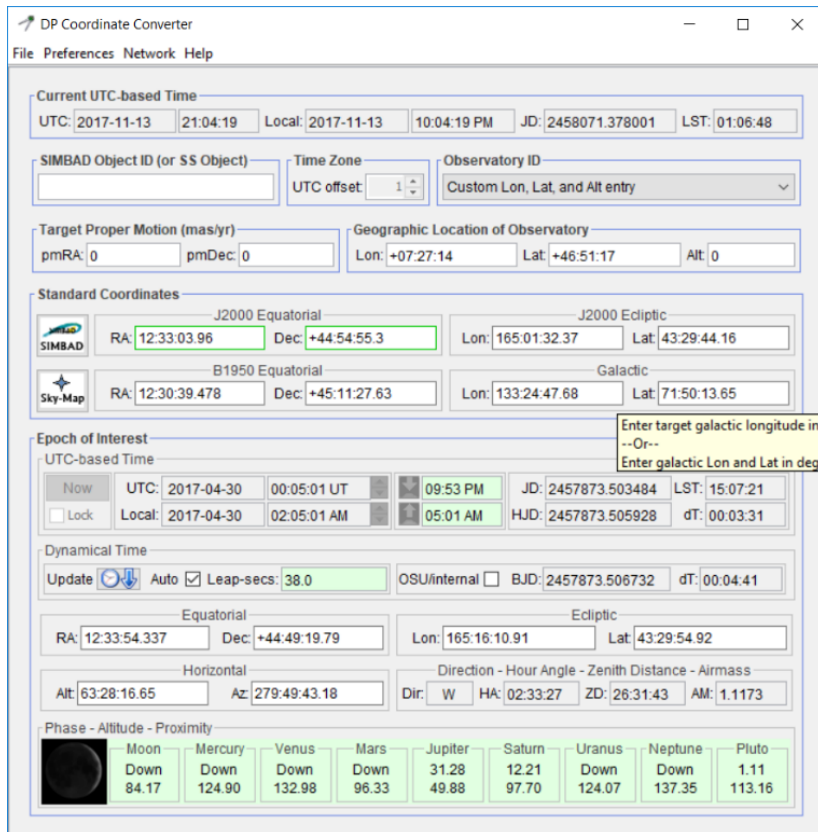 DP Coordinate Converter
File Preferences Network Help
Current UTC-based Time
UTC: 2017-11-13 21:04:19 Local: 2017-11-13 10:04:19 PM JD: 2458071.378001 LST: 01:06:48
SIMBAD Object ID (or SS Object) Time Zone Observatory ID
UTC offset: 1 Custom Lon, Lat, and Alt entry
Target Proper Motion (mas/yr) Geographic Location of Observatory
pmRA: 0 pmDec: 0 Lon: +07:27:14 Lat: +46:51:17 Alt: 0
Standard Coordinates
J2000 Equatorial J2000 Ecliptic
SIMBAD RA: 12:33:03.96 Dec: +44:54:55.3 Lon: 165:01:32.37 Lat: 43:29:44.16
B1950 Equatorial Galactic
Sky-Map RA: 12:30:39.478 Dec: +45:11:27.63 Lon: 133:24:47.68 Lat: 71:50:13.65
Enter target galactic longitude in
--Or--
Enter galactic Lon and Lat in deg
Epoch of Interest
UTC-based Time
Now UTC: 2017-04-30 00:05:01 UT 09:53 PM JD: 2457873.503484 LST: 15:07:21
Lock Local: 2017-04-30 02:05:01 AM 05:01 AM HJD: 2457873.505928 dT: 00:03:31
Dynamical Time
Update Auto Leap-secs: 38.0 OSU/internal BJD: 2457873.506732 dT: 00:04:41
Equatorial Ecliptic
RA: 12:33:54.337 Dec: +44:49:19.79 Lon: 165:16:10.91 Lat: 43:29:54.92
Horizontal Direction - Hour Angle - Zenith Distance - Airmass
Alt: 63:28:16.65 Az: 279:49:43.18 Dir: W HA: 02:33:27 ZD: 26:31:43 AM: 1.1173
Phase - Altitude - Proximity
Moon Mercury Venus Mars Jupiter Saturn Uranus Neptune Pluto
Down Down Down Down 31.28 12.21 Down Down 1.11
84.17 124.90 132.98 96.33 49.88 97.70 124.07 137.35 113.16